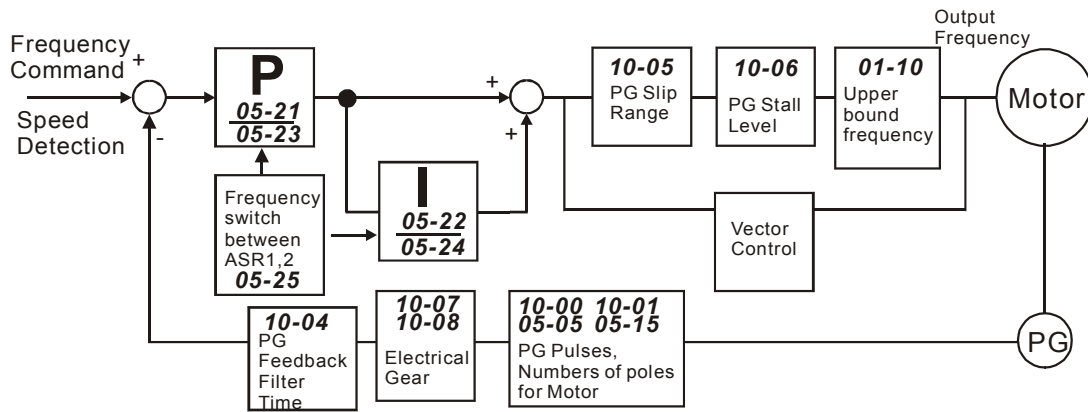 Frequency
Command
+
-
Speed
Detection
P
05-21
05-23
Frequency
switch
between
ASR1,2
05-25
I
05-22
05-24
+
+
10-05
PG Slip
Range
10-06
PG Stall
Level
01-10
Upper
bound
frequency
Output
Frequency
Motor
Vector
Control
10-04
PG
Feedback
Filter
Time
10-07
10-08
Electrical
Gear
10-00 10-01
05-05 05-15
PG Pulses,
Numbers of poles
for Motor
PG